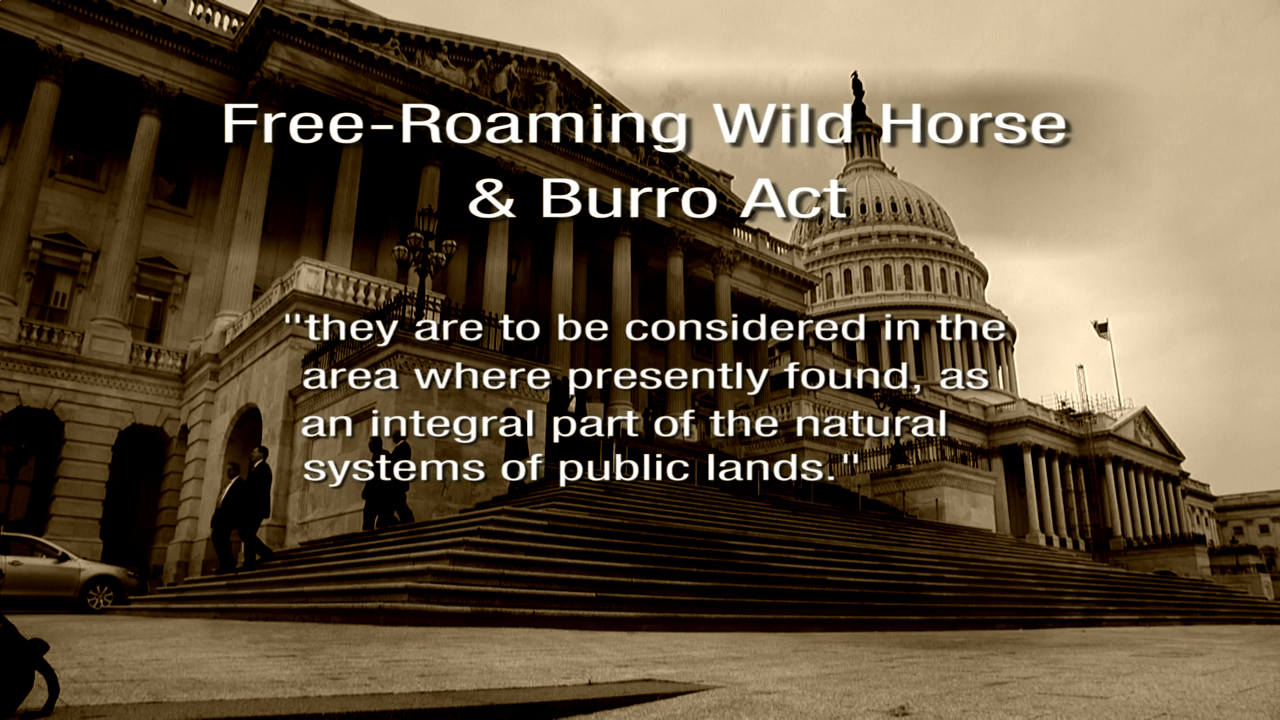 Free-Roaming Wild Horse
& Burro Act
"they are to be considered in the
area where presently found, as
an integral part of the natural
systems of public lands."